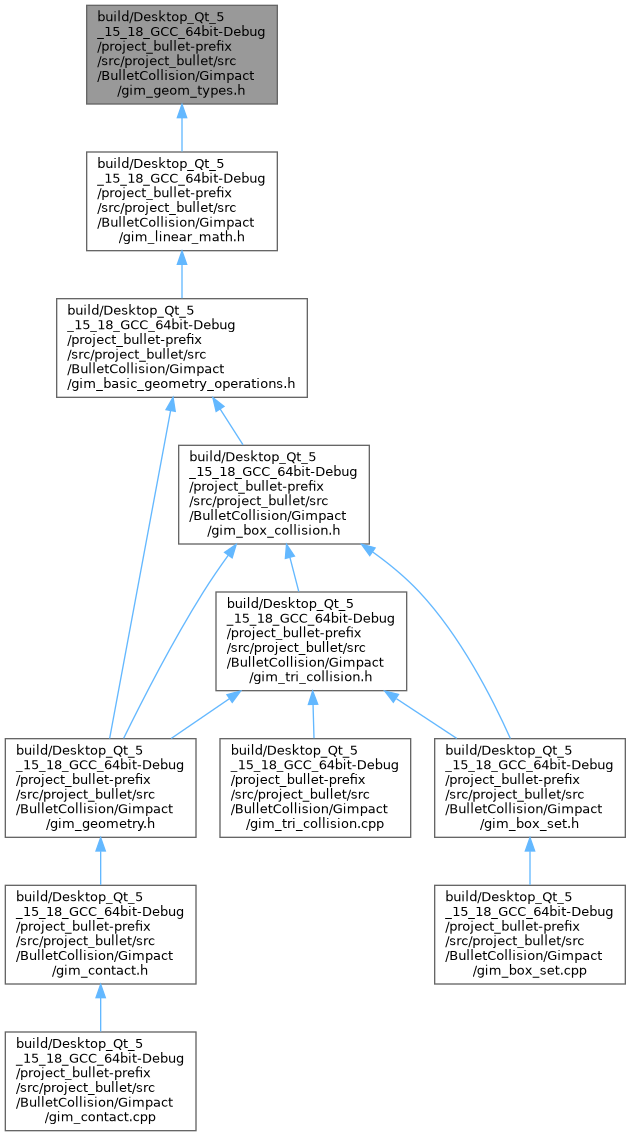 build/Desktop_Qt_5
_15_18_GCC_64bit-Debug
/project_bullet-prefix
/src/project_bullet/src
/BulletCollision/Gimpact
/gim_geom_types.h
build/Desktop_Qt_5
_15_18_GCC_64bit-Debug
/project_bullet-prefix
/src/project_bullet/src
/BulletCollision/Gimpact
/gim_linear_math.h
build/Desktop_Qt_5
_15_18_GCC_64bit-Debug
/project_bullet-prefix
/src/project_bullet/src
/BulletCollision/Gimpact
/gim_basic_geometry_operations.h
build/Desktop_Qt_5
_15_18_GCC_64bit-Debug
/project_bullet-prefix
/src/project_bullet/src
/BulletCollision/Gimpact
/gim_box_collision.h
build/Desktop_Qt_5
_15_18_GCC_64bit-Debug
/project_bullet-prefix
/src/project_bullet/src
/BulletCollision/Gimpact
/gim_tri_collision.h
build/Desktop_Qt_5
_15_18_GCC_64bit-Debug
/project_bullet-prefix
/src/project_bullet/src
/BulletCollision/Gimpact
/gim_geometry.h
build/Desktop_Qt_5
_15_18_GCC_64bit-Debug
/project_bullet-prefix
/src/project_bullet/src
/BulletCollision/Gimpact
/gim_tri_collision.cpp
build/Desktop_Qt_5
_15_18_GCC_64bit-Debug
/project_bullet-prefix
/src/project_bullet/src
/BulletCollision/Gimpact
/gim_box_set.h
build/Desktop_Qt_5
_15_18_GCC_64bit-Debug
/project_bullet-prefix
/src/project_bullet/src
/BulletCollision/Gimpact
/gim_contact.h
build/Desktop_Qt_5
_15_18_GCC_64bit-Debug
/project_bullet-prefix
/src/project_bullet/src
/BulletCollision/Gimpact
/gim_box_set.cpp
build/Desktop_Qt_5
_15_18_GCC_64bit-Debug
/project_bullet-prefix
/src/project_bullet/src
/BulletCollision/Gimpact
/gim_contact.cpp